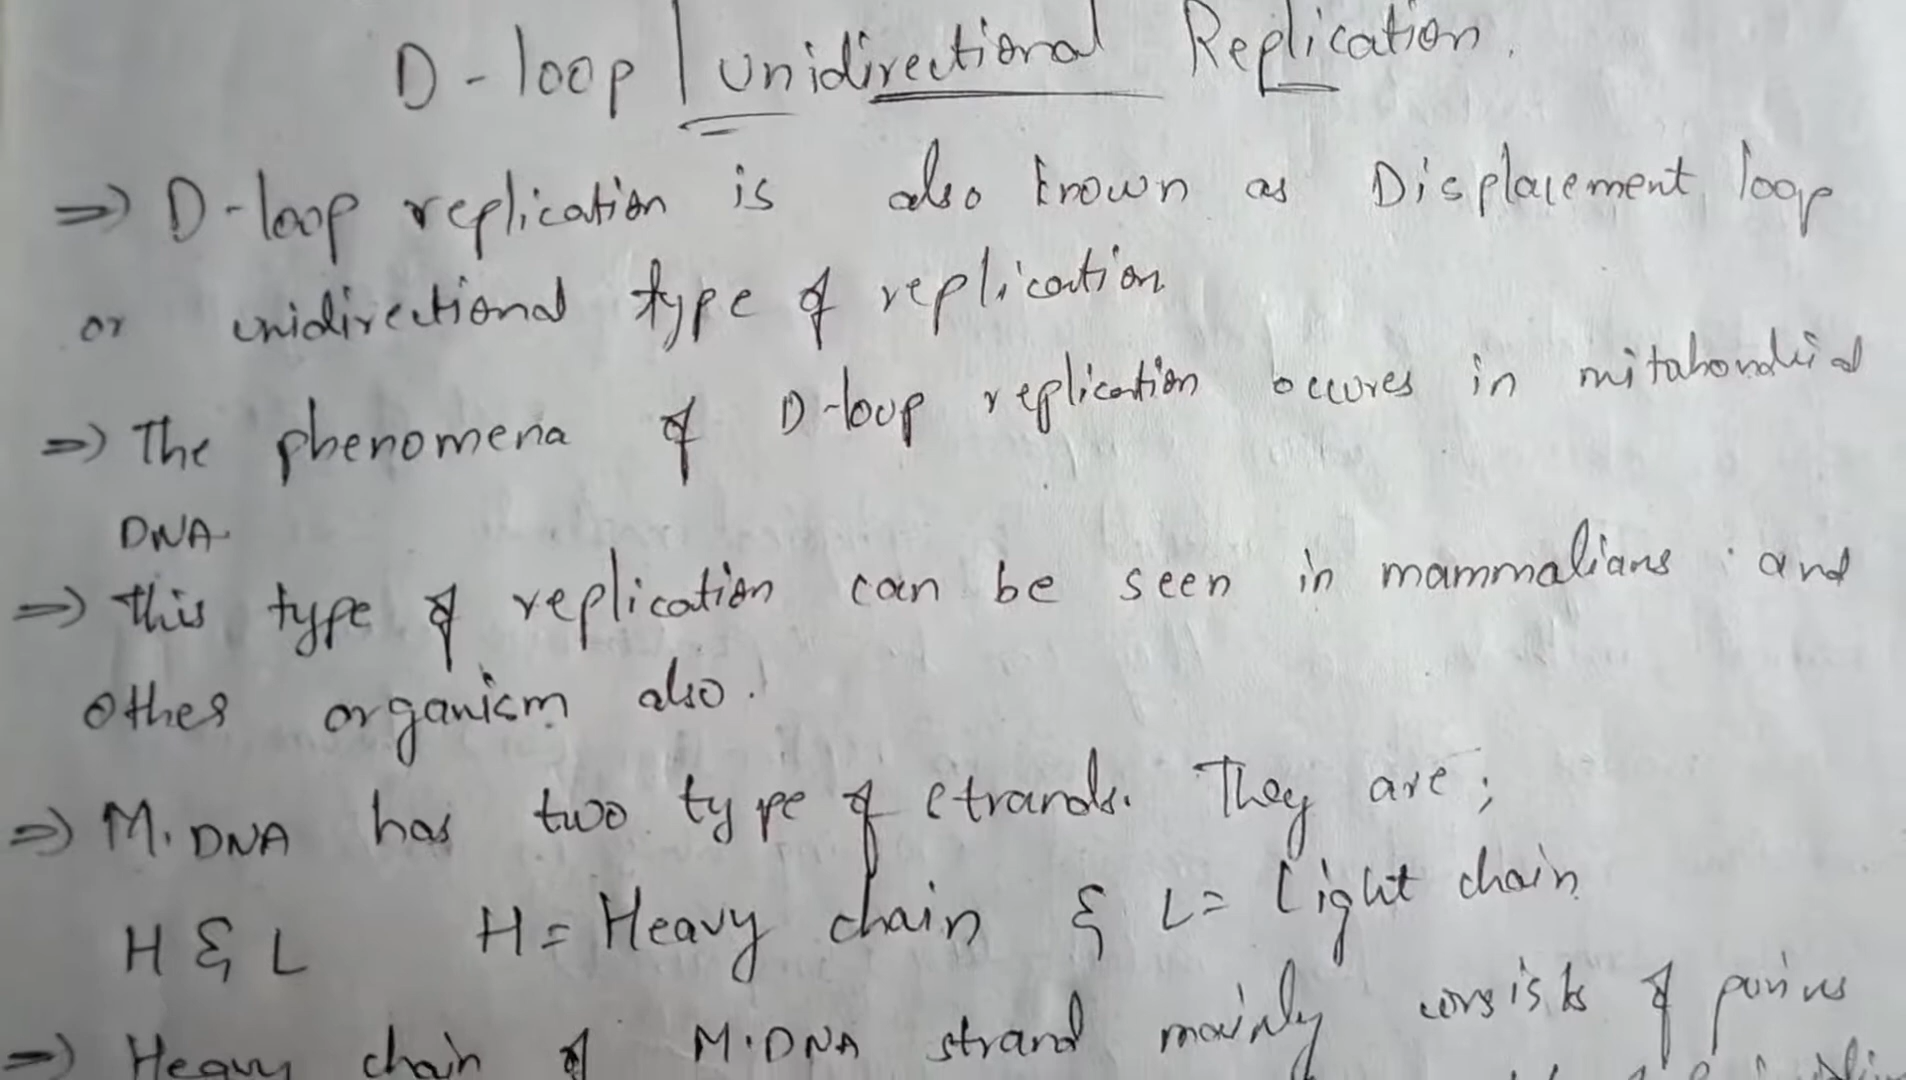 D-loop | unidirectional Replication.
⇒ D-loop replication is also known as Displacement loop
or unidirectional type of replication
⇒ The phenomena of D-loop replication occures in
DNA
⇒ this type of replication can be seen in mammalians and
other organism also.
⇒ M.DNA has two type of strands. They are;
H & L H = Heavy chain & L = Light chain
⇒ Heavy chain of M.DNA strand mainly consists of